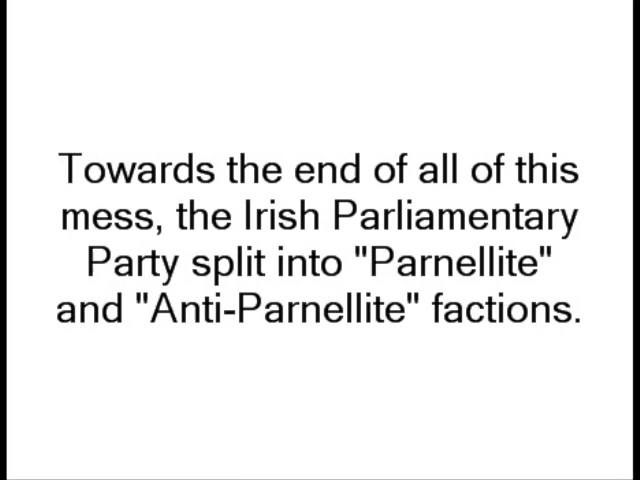 Towards the end of all of this
mess, the Irish Parliamentary
Party split into "Parnellite"
and "Anti-Parnellite" factions.